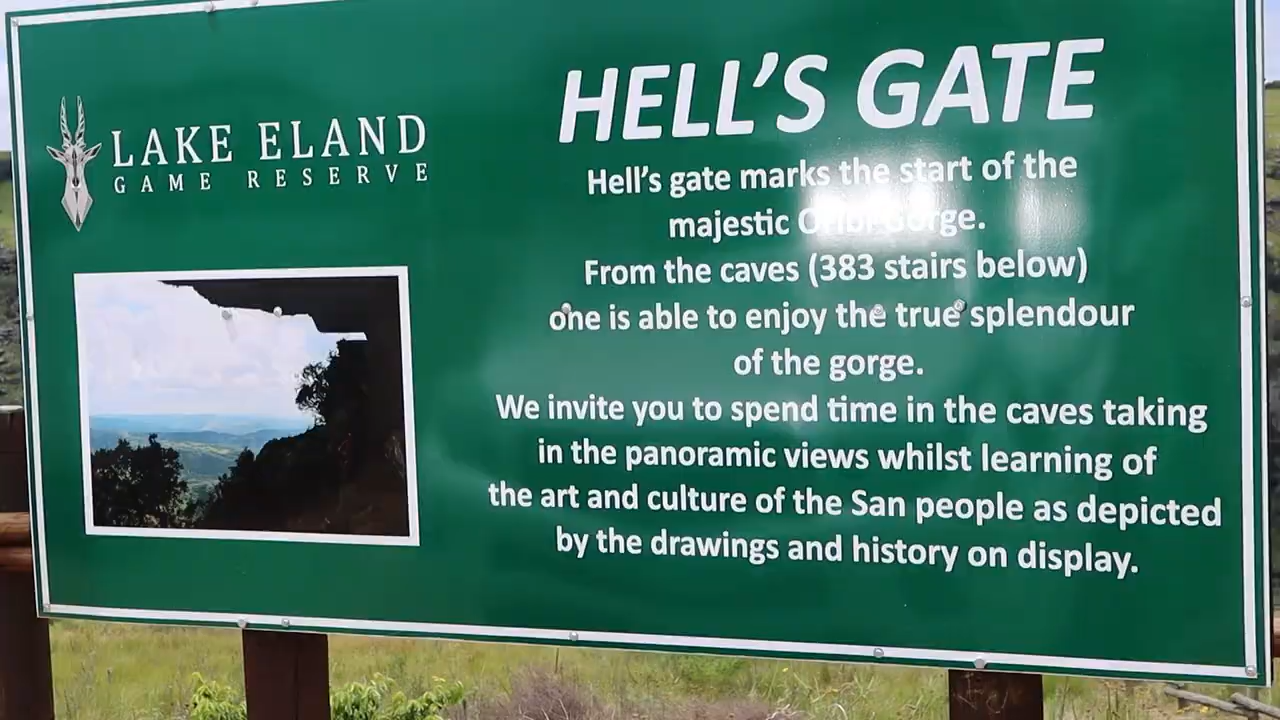 LAKE ELAND
GAME RESERVE
HELL'S GATE
Hell's gate marks the start of the
majestic Oribi Gorge.
From the caves (383 stairs below)
one is able to enjoy the true splendour
of the gorge.
We invite you to spend time in the caves taking
in the panoramic views whilst learning of
the art and culture of the San people as depicted
by the drawings and history on display.